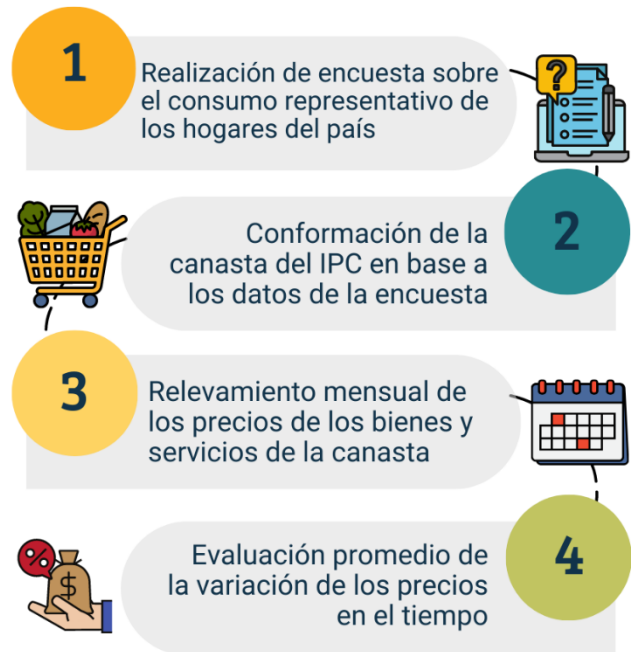 1
Realización de encuesta sobre
el consumo representativo de
los hogares del país
?
2
Conformación de la
canasta del IPC en base a
los datos de la encuesta
3
Relevamiento mensual de
los precios de los bienes y
servicios de la canasta
4
Evaluación promedio de
la variación de los precios
en el tiempo
%
$